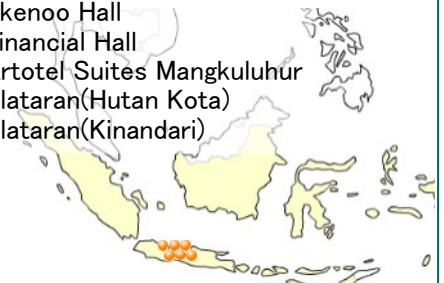 kenoo Hall
inancial Hall
rtotel Suites Mangkuluhur
lataran(Hutan Kota)
lataran(Kinandari)